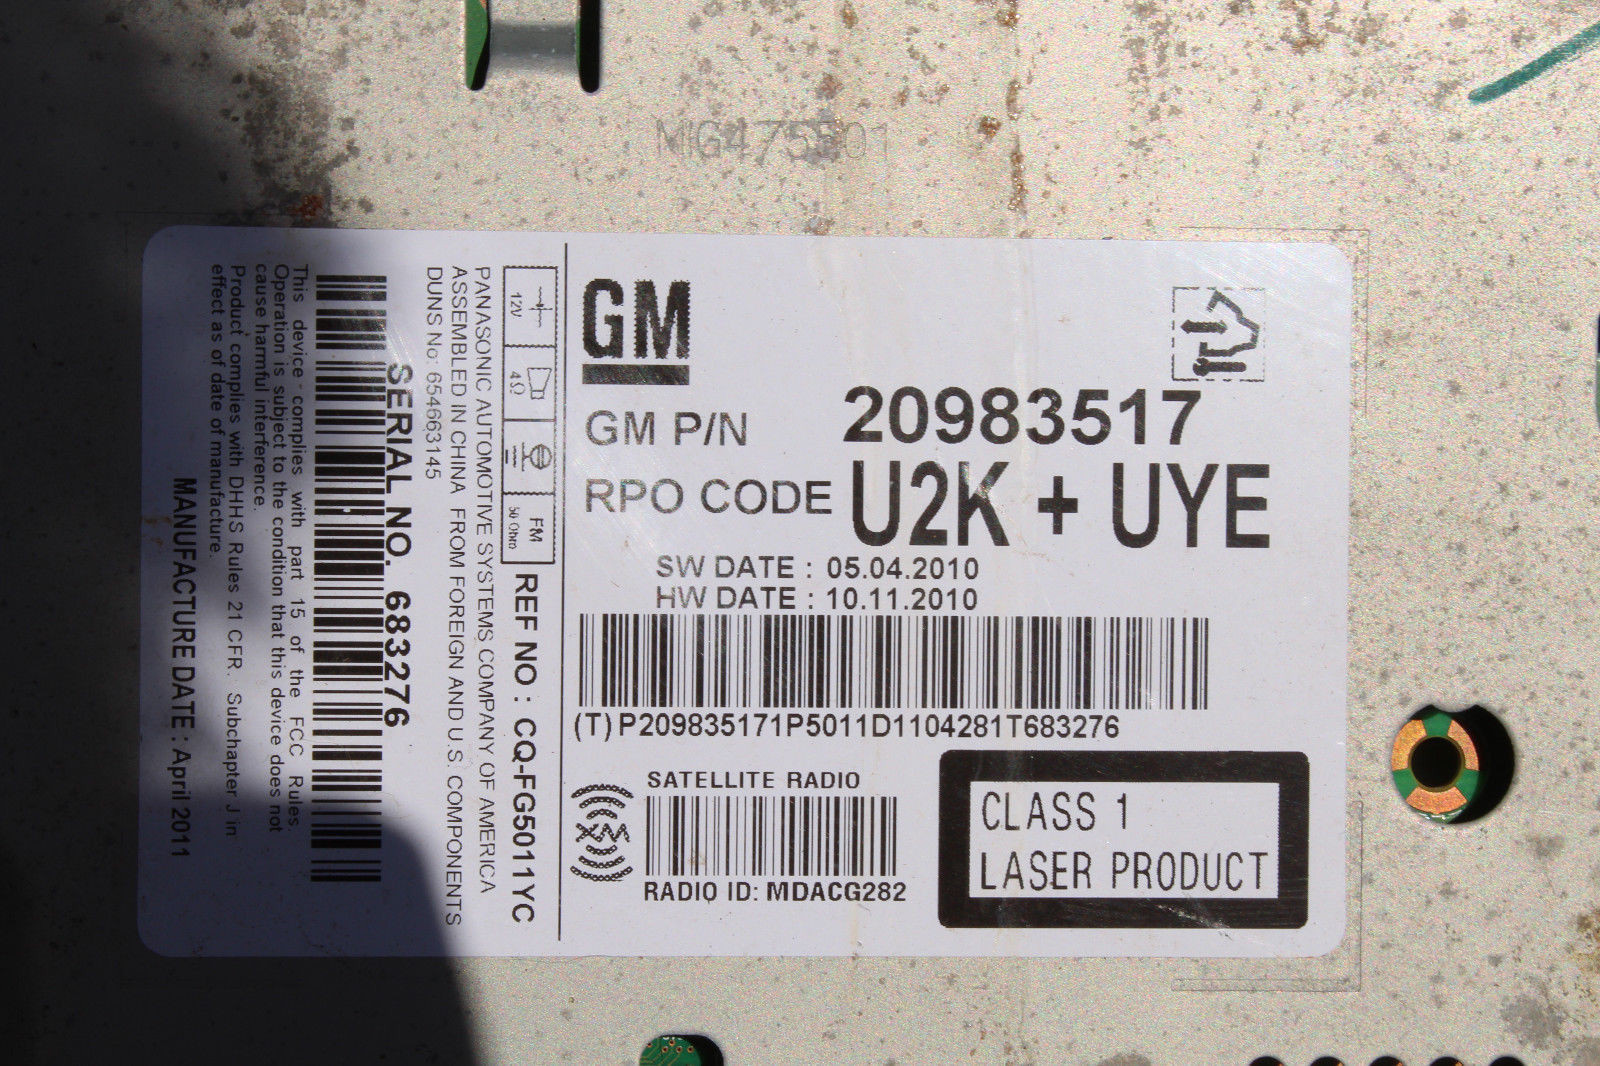 MIG475501
GM
GM P/N 20983517
RPO CODE U2K + UYE
SW DATE : 05.04.2010
HW DATE : 10.11.2010
(T)P209835171P5011D1104281T683276
SATELLITE RADIO
XM
RADIO ID: MDACG282
CLASS 1
LASER PRODUCT
12V
4Ω
FM
50 Ohm
REF NO : CQ-FG5011YC
PANASONIC AUTOMOTIVE SYSTEMS COMPANY OF AMERICA
ASSEMBLED IN CHINA FROM FOREIGN AND U.S. COMPONENTS
DUNS No: 654663145
SERIAL NO. 683276
This device complies with part 15 of the FCC Rules.
Operation is subject to the condition that this device does not
cause harmful interference.
Product complies with DHHS Rules 21 CFR. Subchapter J in
effect as of date of manufacture.
MANUFACTURE DATE : April 2011